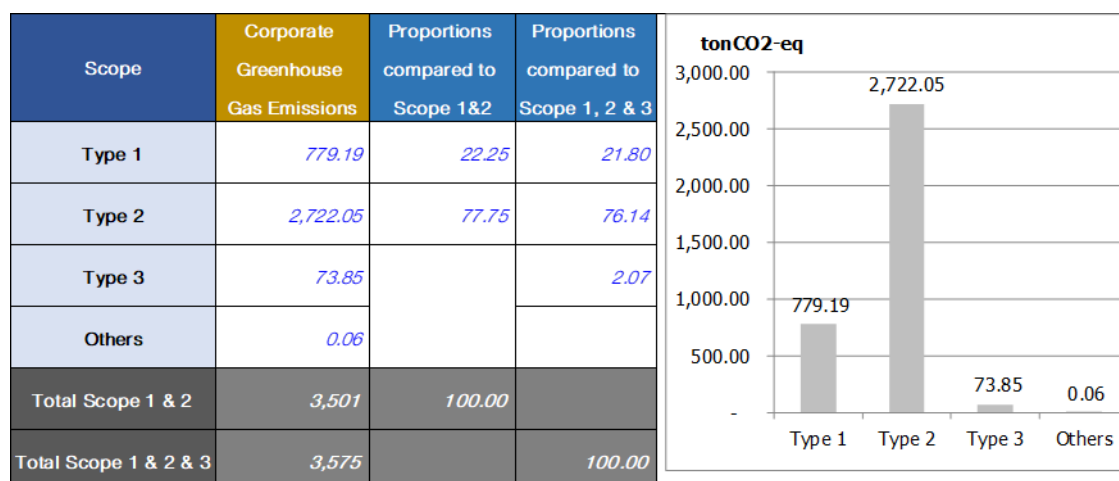 Scope
Corporate
Greenhouse
Gas Emissions
Proportions
compared to
Scope 1&2
Proportions
compared to
Scope 1, 2 & 3
Type 1 779.19 22.25 21.80
Type 2 2,722.05 77.75 76.14
Type 3 73.85 2.07
Others 0.06
Total Scope 1 & 2 3,501 100.00
Total Scope 1 & 2 & 3 3,575 100.00
tonCO2-eq
3,000.00
2,500.00
2,000.00
1,500.00
1,000.00
500.00
-
779.19
2,722.05
73.85
0.06
Type 1 Type 2 Type 3 Others